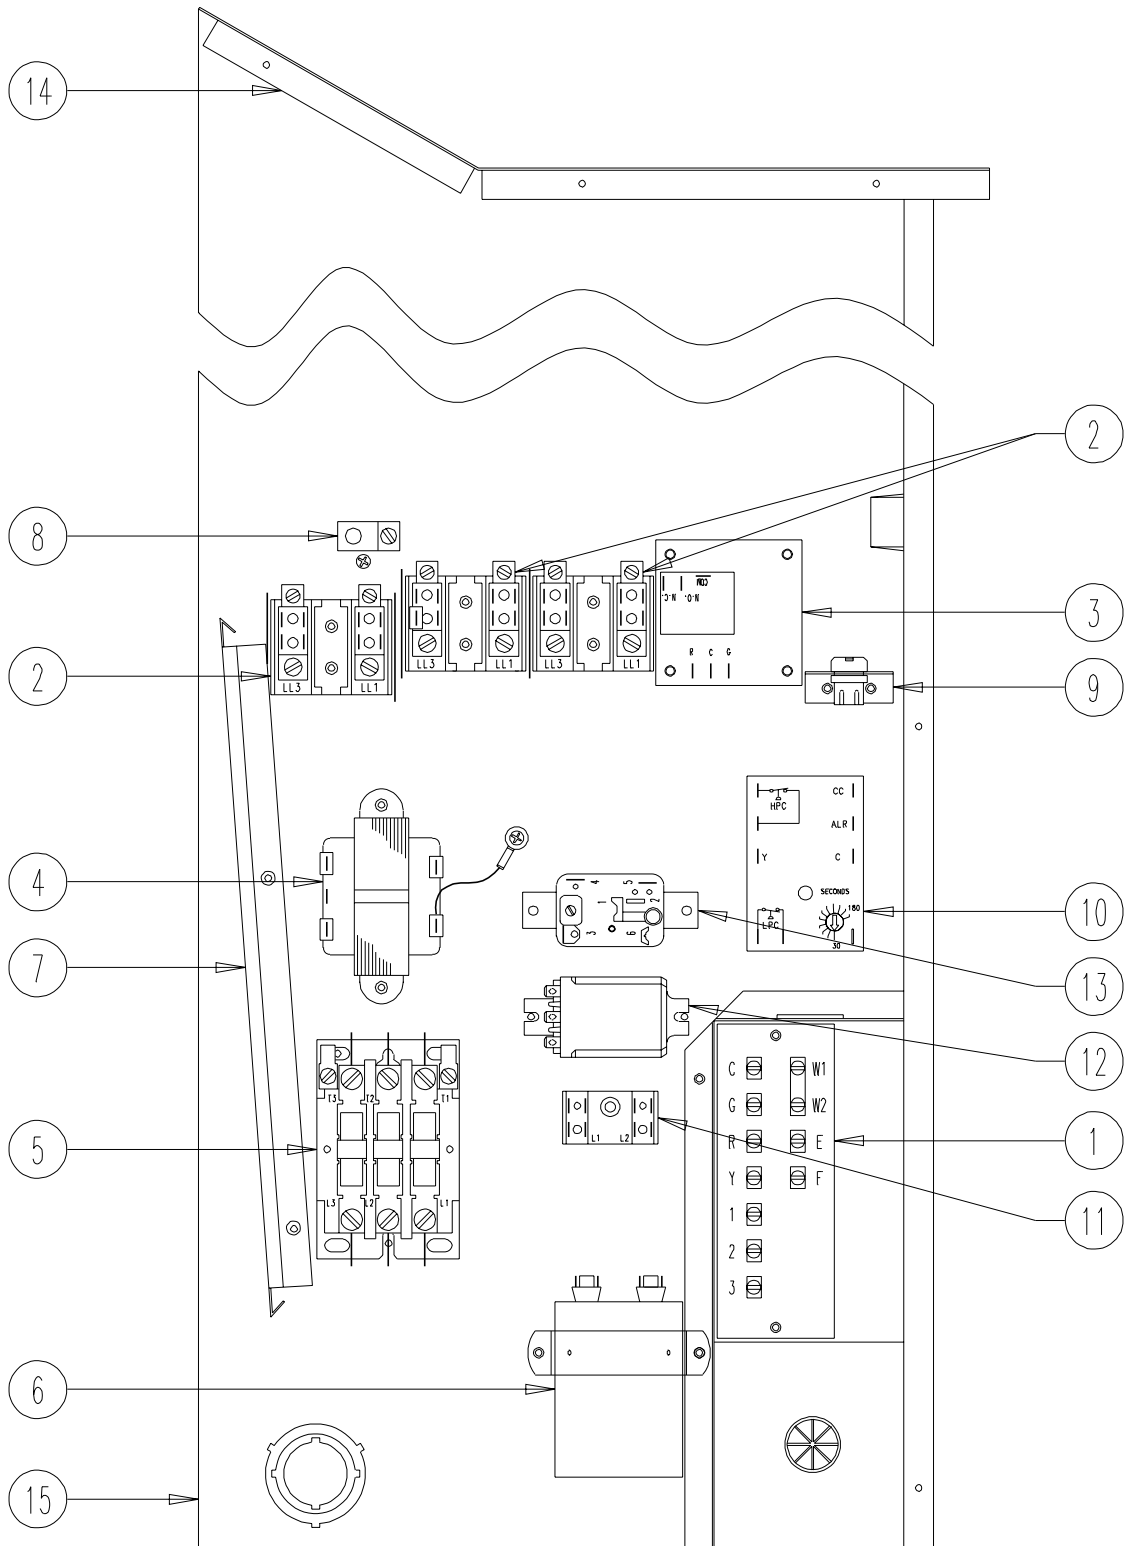 14
2
8
COM
N.C. N.O.
3
R C G
LL3 LL1
LL3 LL1
2
LL3 LL1
9
HPC
CC
ALR
Y
C
SECONDS
180
LPC
30
4
4 5
1 2
3 6
10
7
13
12
T3 T2 T1
C W1
G W2
R E
Y F
1
2
3
5
L1 L2
1
L3 L2 L1
11
6
15